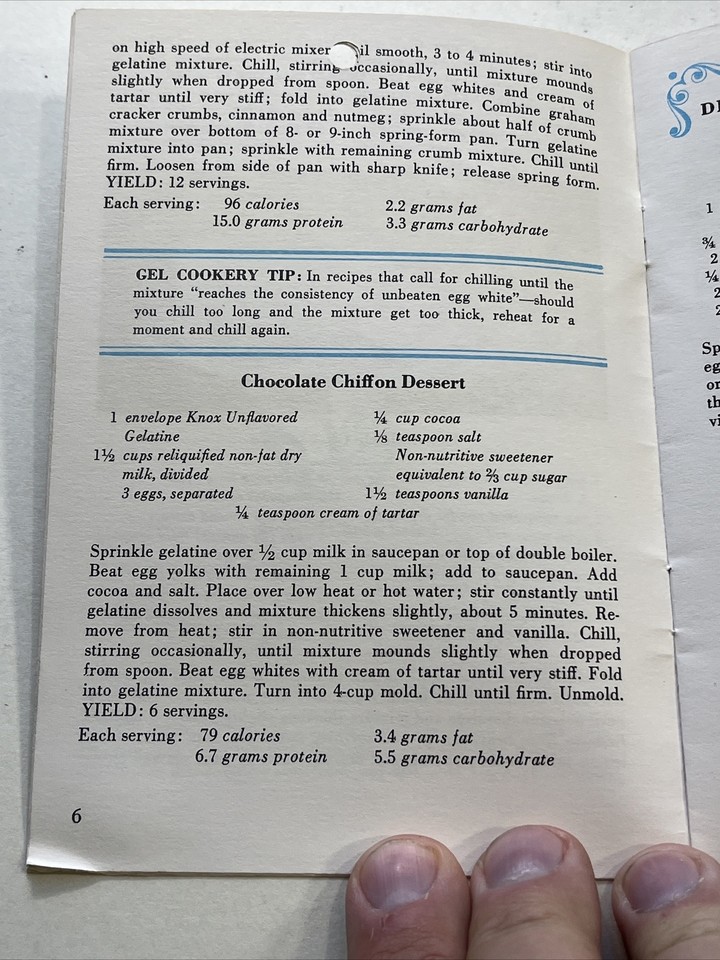 on high speed of electric mixer smooth, 3 to 4 minutes; stir into
gelatine mixture. Chill, stirring occasionally, until mixture mounds
slightly when dropped from spoon. Beat egg whites and cream of
tartar until very stiff; fold into gelatine mixture. Combine graham
cracker crumbs, cinnamon and nutmeg; sprinkle about half of crumb
mixture over bottom of 8- or 9-inch spring-form pan. Turn gelatine
mixture into pan; sprinkle with remaining crumb mixture. Chill until
firm. Loosen from side of pan with sharp knife; release spring form.
YIELD: 12 servings.
Each serving: 96 calories 2.2 grams fat
15.0 grams protein 3.3 grams carbohydrate
GEL COOKERY TIP: In recipes that call for chilling until the
mixture "reaches the consistency of unbeaten egg white"—should
you chill too long and the mixture get too thick, reheat for a
moment and chill again.
Chocolate Chiffon Dessert
1 envelope Knox Unflavored
Gelatine
1½ cups reliquified non-fat dry
milk, divided
3 eggs, separated
¼ cup cocoa
⅛ teaspoon salt
Non-nutritive sweetener
equivalent to ⅔ cup sugar
1½ teaspoons vanilla
¼ teaspoon cream of tartar
Sprinkle gelatine over ½ cup milk in saucepan or top of double boiler.
Beat egg yolks with remaining 1 cup milk; add to saucepan. Add
cocoa and salt. Place over low heat or hot water; stir constantly until
gelatine dissolves and mixture thickens slightly, about 5 minutes. Re-
move from heat; stir in non-nutritive sweetener and vanilla. Chill,
stirring occasionally, until mixture mounds slightly when dropped
from spoon. Beat egg whites with cream of tartar until very stiff. Fold
into gelatine mixture. Turn into 4-cup mold. Chill until firm. Unmold.
YIELD: 6 servings.
Each serving: 79 calories 3.4 grams fat
6.7 grams protein 5.5 grams carbohydrate
6
1
¾
2
¼
2
2